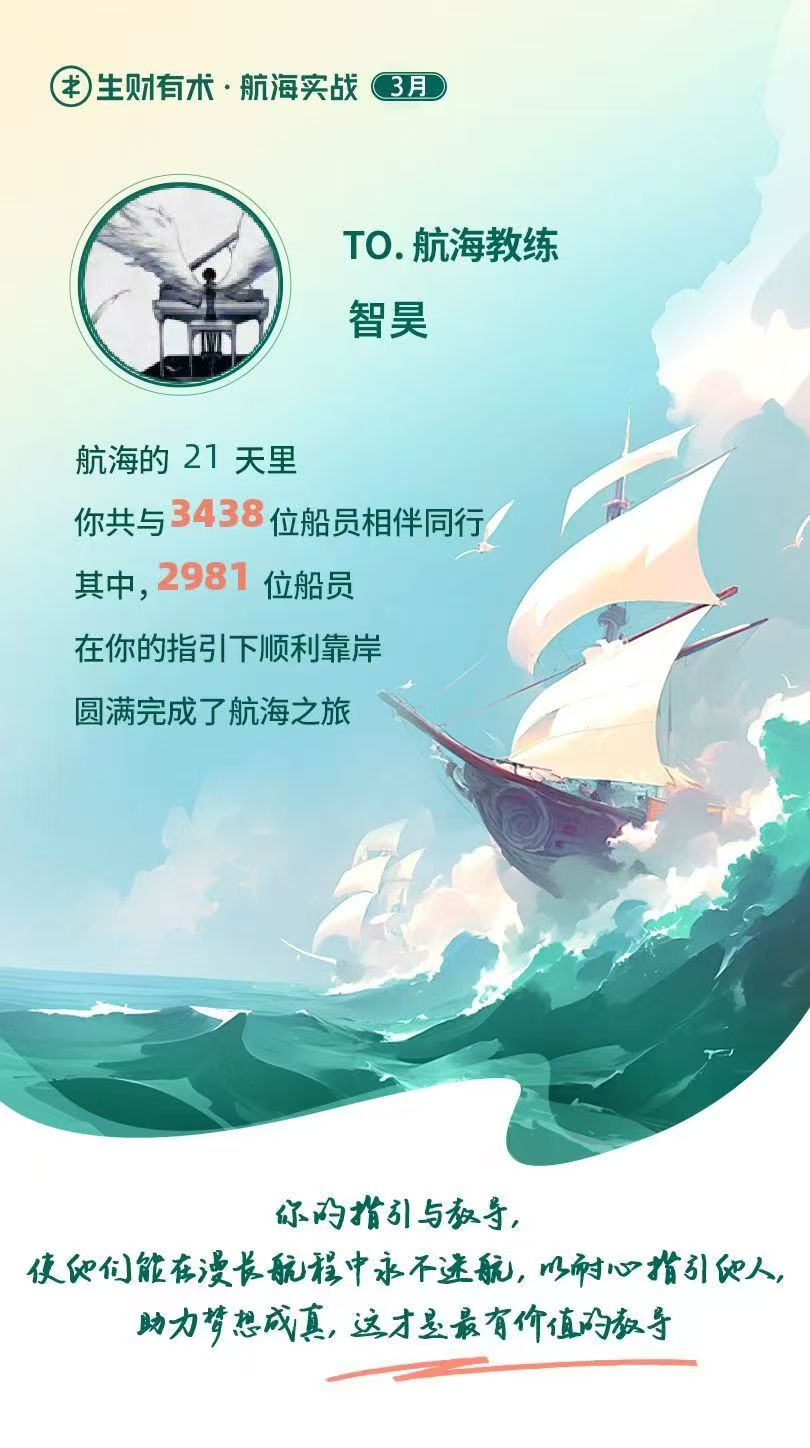 生财有术·航海实战 3月
TO. 航海教练
智昊
航海的 21 天里
你共与3438位船员相伴同行
其中，2981 位船员
在你的指引下顺利靠岸
圆满完成了航海之旅
你的指引与教导，
使他们能在漫长航程中永不迷航，以耐心指引他人，
助力梦想成真，这才是最有价值的教导